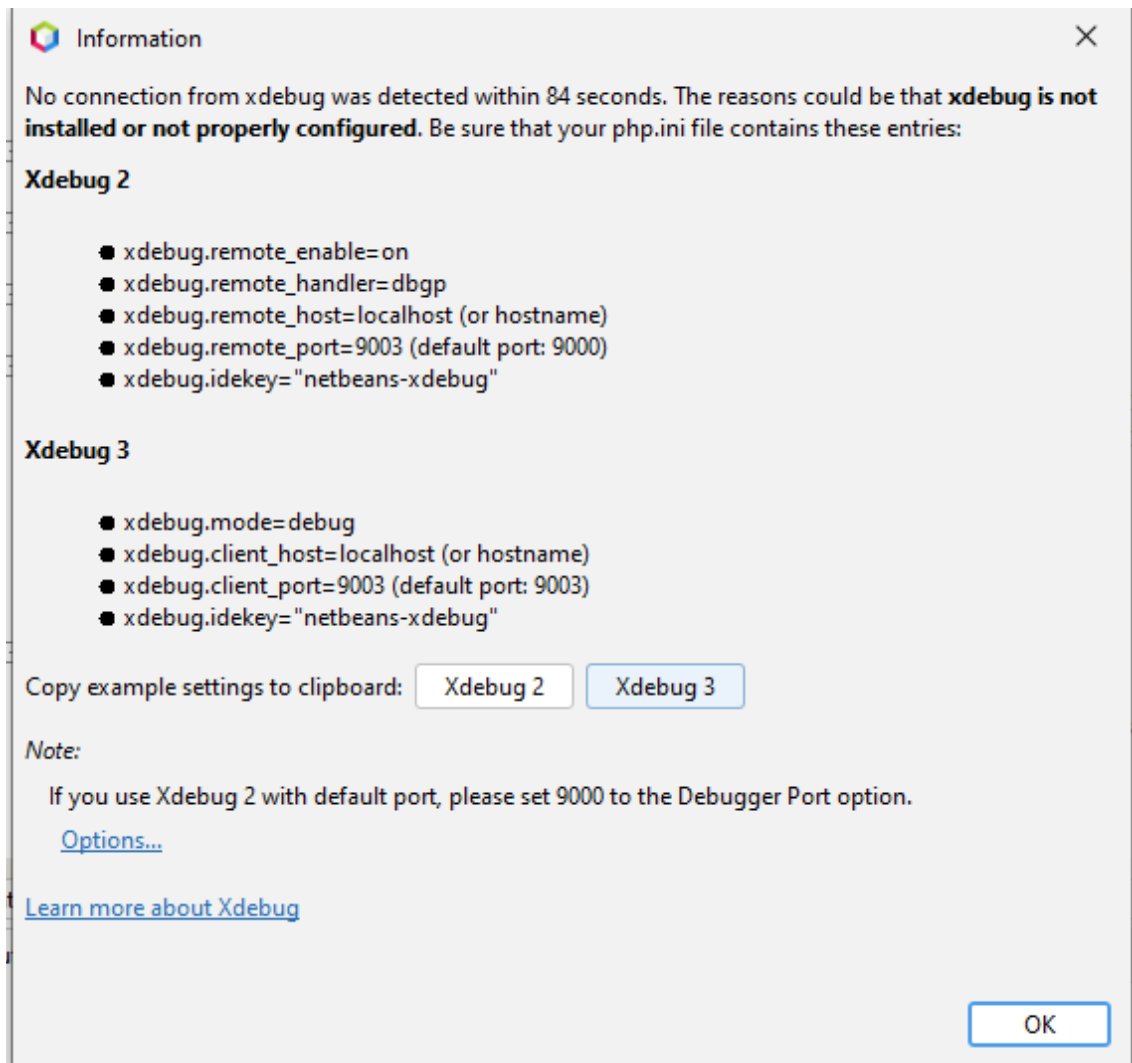 Information
No connection from xdebug was detected within 84 seconds. The reasons could be that xdebug is not
installed or not properly configured. Be sure that your php.ini file contains these entries:
Xdebug 2
xdebug.remote_enable=on
xdebug.remote_handler=dbgp
xdebug.remote_host=localhost (or hostname)
xdebug.remote_port=9003 (default port: 9000)
xdebug.idekey="netbeans-xdebug"
Xdebug 3
xdebug.mode=debug
xdebug.client_host=localhost (or hostname)
xdebug.client_port=9003 (default port: 9003)
xdebug.idekey="netbeans-xdebug"
Copy example settings to clipboard: Xdebug 2 Xdebug 3
Note:
If you use Xdebug 2 with default port, please set 9000 to the Debugger Port option.
Options...
Learn more about Xdebug
OK